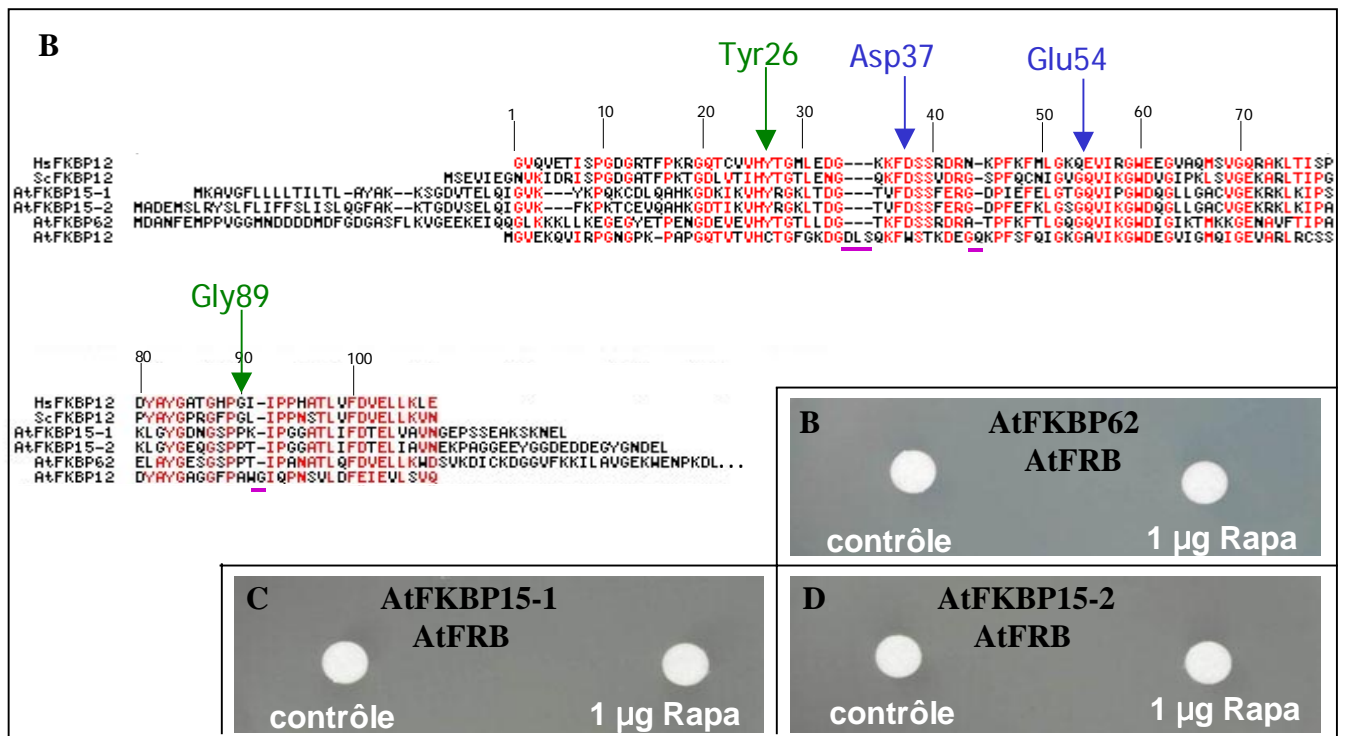 B
Tyr26 Asp37 Glu54
1 10 20 30 40 50 60 70
HsFKBP12 GVQVETISPGDGRTFPKRGQTCVVHYTGMLEDG---KKFDSSRDRN-KPFKFMLGKQEVIRGWEEGVAQMSVGQRAKLTISP
ScFKBP12 MSEVIEGNVKIDRISPGDGATFPKTGDLVTIHYTGTLENG---QKFDSSVDRG-SPFQCNIGVGQVIKGWDVGIPKLSVGEKARLTIPG
AtFKBP15-1 MKAVGFLLLLTILTL-AYAK--KSGDVTELQIGVK---YKPQKCDLQAHKGDKIKVHYRGKLTDG---TVFDSSFERG-DPIEFELGTGQVIPGWDQGLLGACVGEKRKLKIPS
AtFKBP15-2 MADEMSLRYSLFLIFFSLISLQGFAK--KTGDVSELQIGVK---FKPKTCEVQAHKGDTIKVHYRGKLTDG---TVFDSSFERG-DPFEFKLGSGQVIKGWDQGLLGACVGEKRKLKIPA
AtFKBP62 MDANFEMPPVGGMNDDDDMDFGDGASFLKVGEEKEIQQGLKKKLLKEGEGYETPENGDEVEVHYTGTLLDG---TKFDSSRDRA-TPFKFTLGQGQVIKGWDIGIKTMKKGENAVFTIPA
AtFKBP12 MGVEKQVIRPGNGPK-PAPGQTVTVHCTGFGKDGDLSQKFWSTKDEGQKPFSFQIGKGAVIKGWDEGVIGMQIGEVARLRCSS
Gly89
80 90 100
HsFKBP12 DYAYGATGHPGI-IPPHATLVFDVELLKLE
ScFKBP12 PYAYGPRGFPGL-IPPNSTLVFDVELLKVN
AtFKBP15-1 KLGYGDNGSPPK-IPGGATLIFDTELVAVNGEPSSEAKSKNEL
AtFKBP15-2 KLGYGEQGSPPT-IPGGATLIFDTELIAVNEKPAGGEEYGGDEDDEGYGNDEL
AtFKBP62 ELAYGESGSPPT-IPANATLQFDVELLKWDSVKDICKDGGVFKKILAVGEKWENPKDL...
AtFKBP12 DYAYGAGGFPAWGIQPNSVLDFEIEVLSVQ
B AtFKBP62
AtFRB
contrôle 1 µg Rapa
C AtFKBP15-1
AtFRB
contrôle 1 µg Rapa
D AtFKBP15-2
AtFRB
contrôle 1 µg Rapa